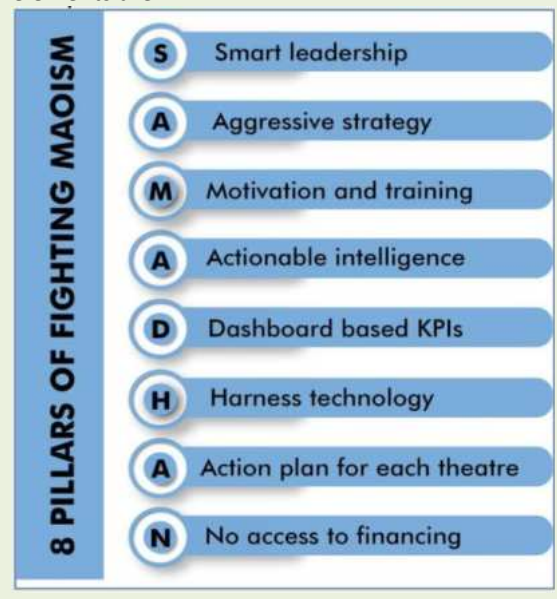 8 PILLARS OF FIGHTING MAOISM
S Smart leadership
A Aggressive strategy
M Motivation and training
A Actionable intelligence
D Dashboard based KPIs
H Harness technology
A Action plan for each theatre
N No access to financing